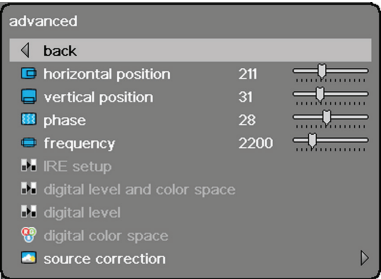 advanced
back
horizontal position 211
vertical position 31
phase 28
frequency 2200
IRE setup
digital level and color space
digital level
digital color space
source correction